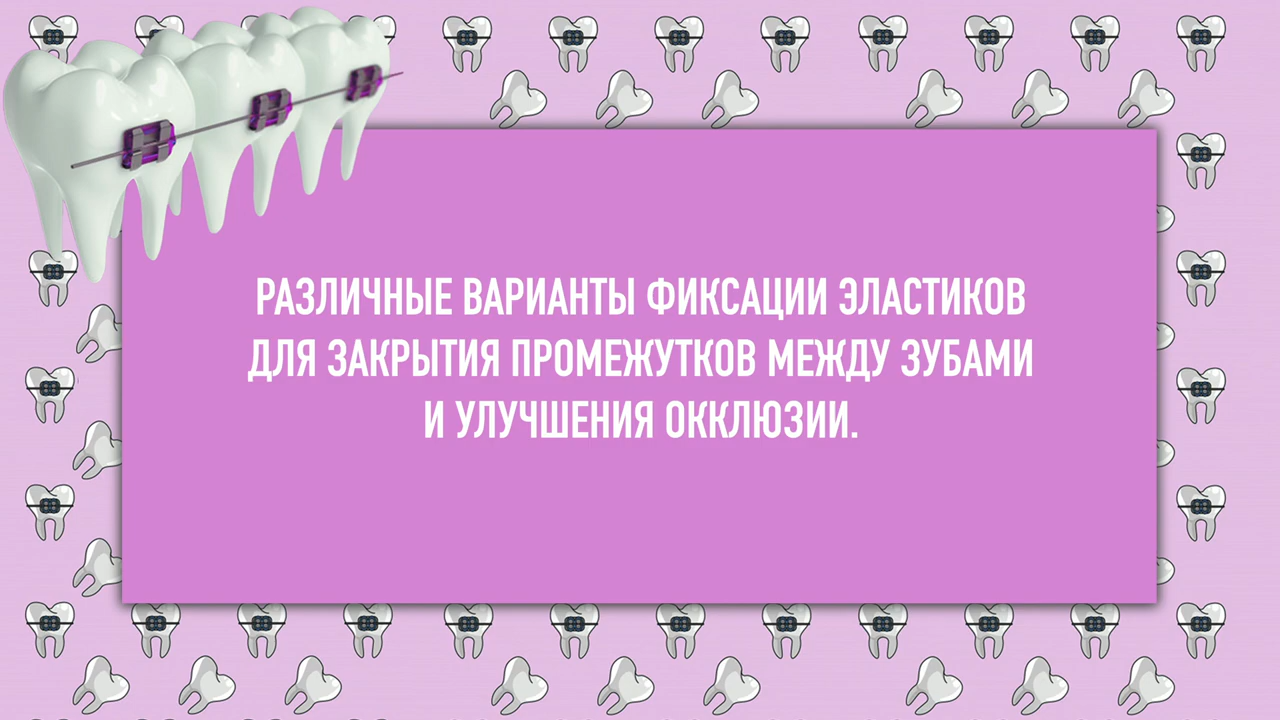 РАЗЛИЧНЫЕ ВАРИАНТЫ ФИКСАЦИИ ЭЛАСТИКОВ
ДЛЯ ЗАКРЫТИЯ ПРОМЕЖУТКОВ МЕЖДУ ЗУБАМИ
И УЛУЧШЕНИЯ ОККЛЮЗИИ.